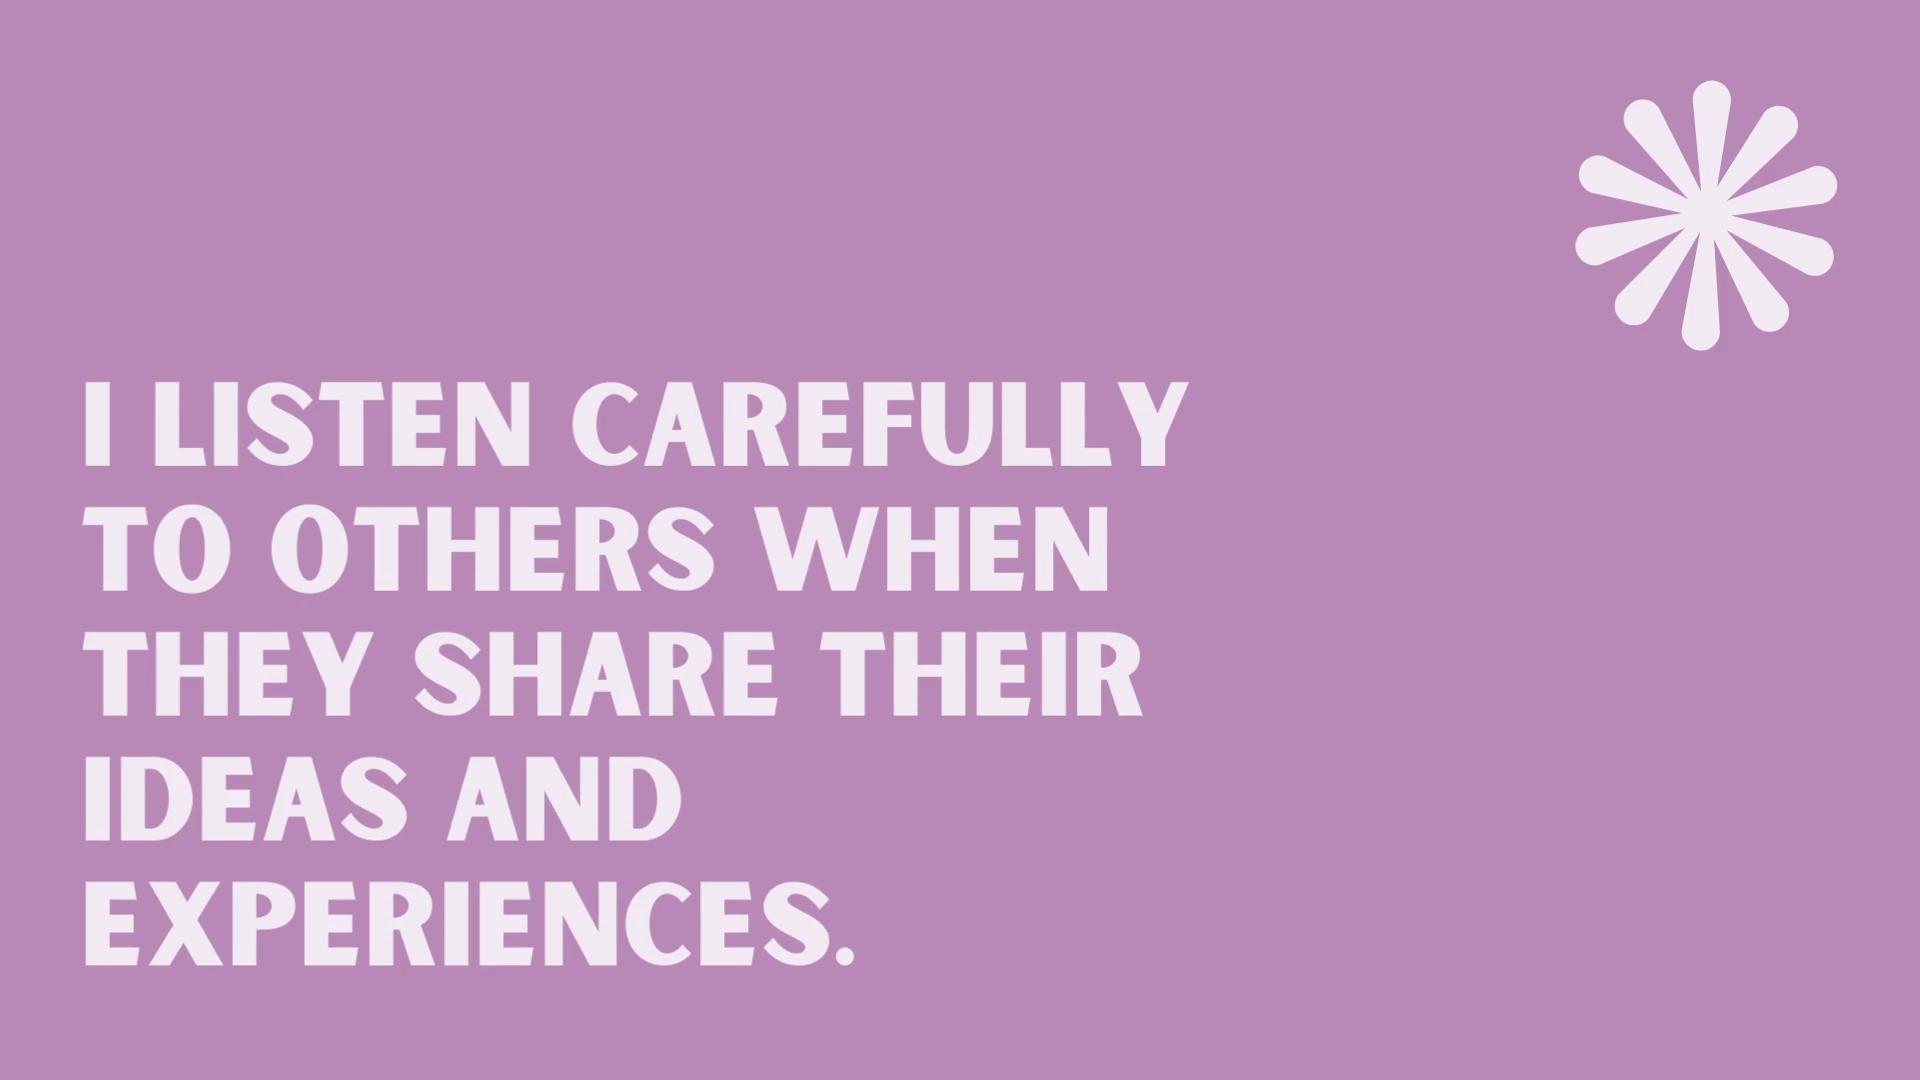 I LISTEN CAREFULLY
TO OTHERS WHEN
THEY SHARE THEIR
IDEAS AND
EXPERIENCES.